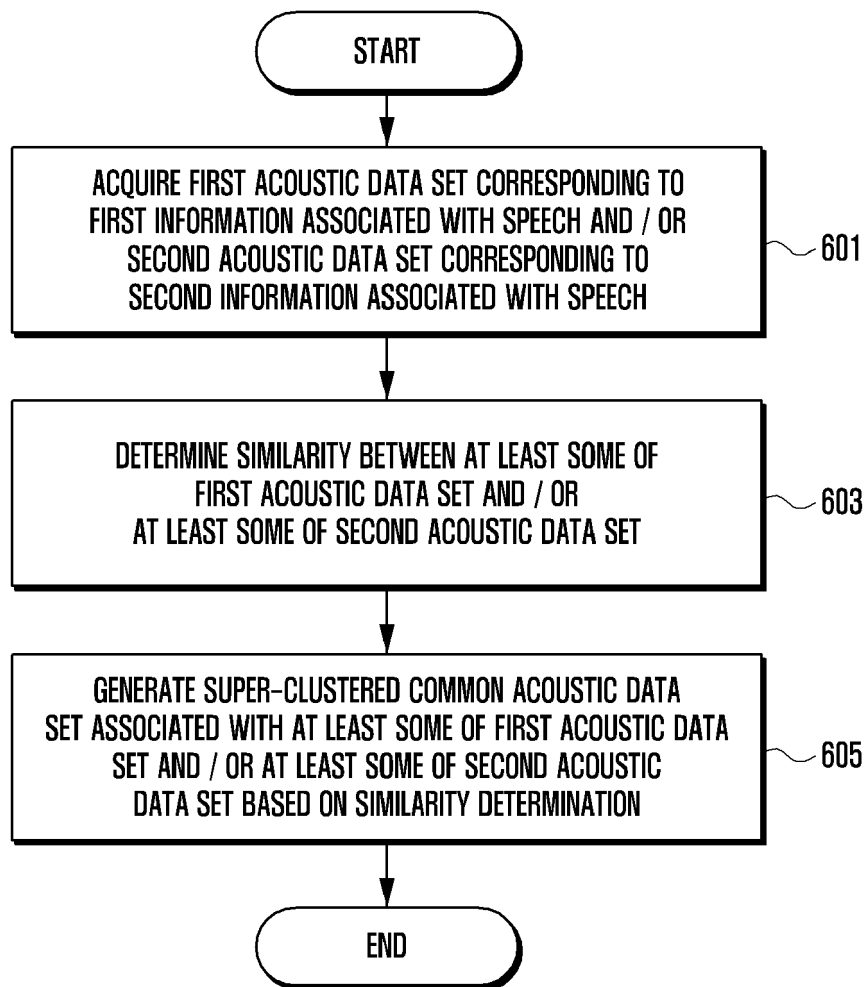 START
ACQUIRE FIRST ACOUSTIC DATA SET CORRESPONDING TO
FIRST INFORMATION ASSOCIATED WITH SPEECH AND / OR
SECOND ACOUSTIC DATA SET CORRESPONDING TO
SECOND INFORMATION ASSOCIATED WITH SPEECH
601
DETERMINE SIMILARITY BETWEEN AT LEAST SOME OF
FIRST ACOUSTIC DATA SET AND / OR
AT LEAST SOME OF SECOND ACOUSTIC DATA SET
603
GENERATE SUPER-CLUSTERED COMMON ACOUSTIC DATA
SET ASSOCIATED WITH AT LEAST SOME OF FIRST ACOUSTIC DATA
SET AND / OR AT LEAST SOME OF SECOND ACOUSTIC
DATA SET BASED ON SIMILARITY DETERMINATION
605
END